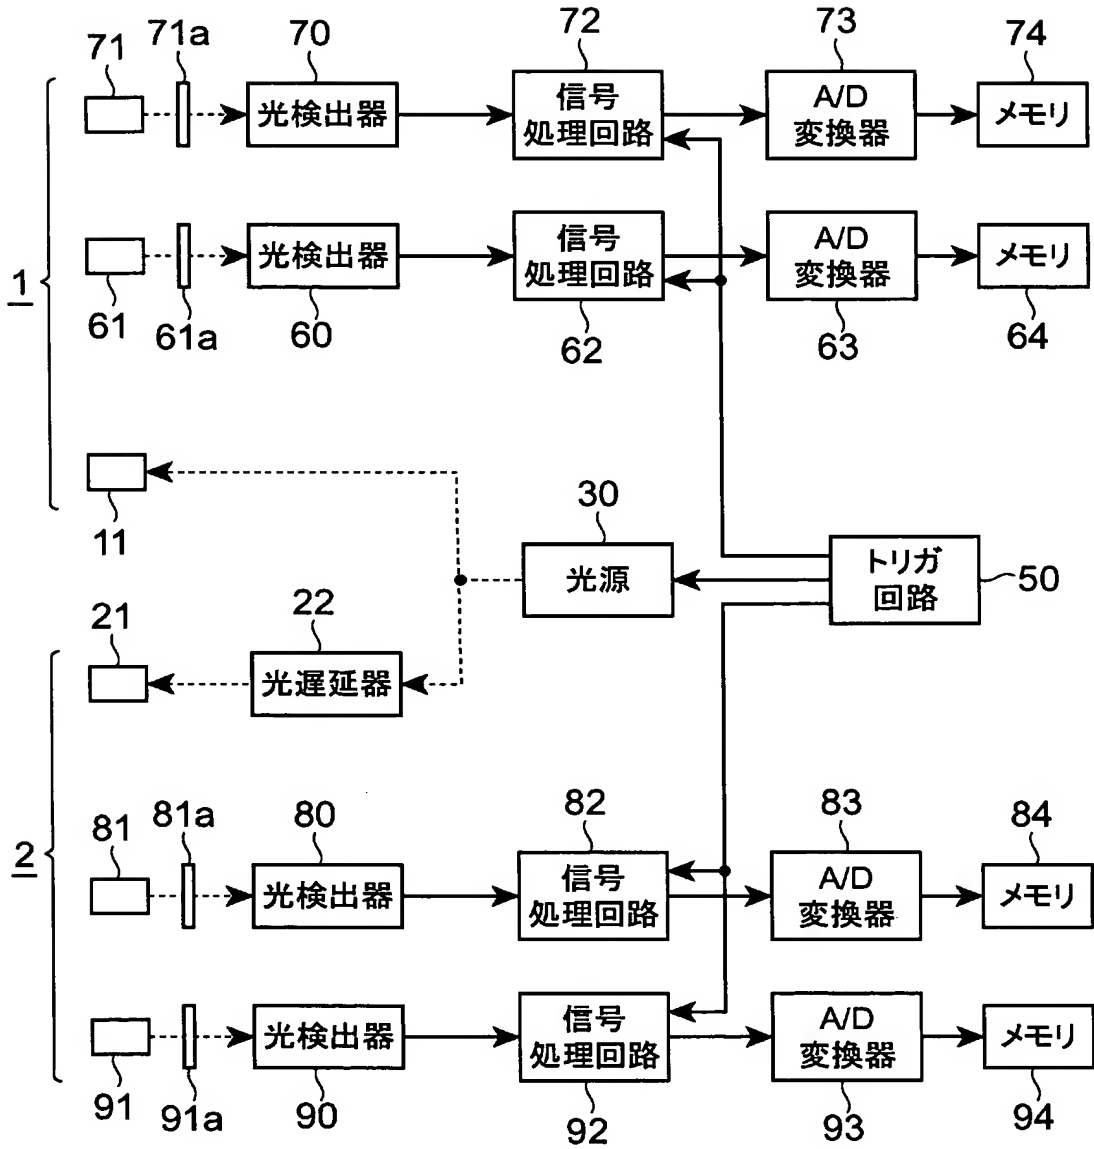 71
71a
70
72
73
74
光検出器
信号
処理回路
A/D
変換器
メモリ
光検出器
信号
処理回路
A/D
変換器
メモリ
1
61
61a
60
62
63
64
11
30
光源
トリガ
回路
50
21
22
光遅延器
2
81
81a
80
82
83
84
光検出器
信号
処理回路
A/D
変換器
メモリ
光検出器
信号
処理回路
A/D
変換器
メモリ
91
91a
90
92
93
94